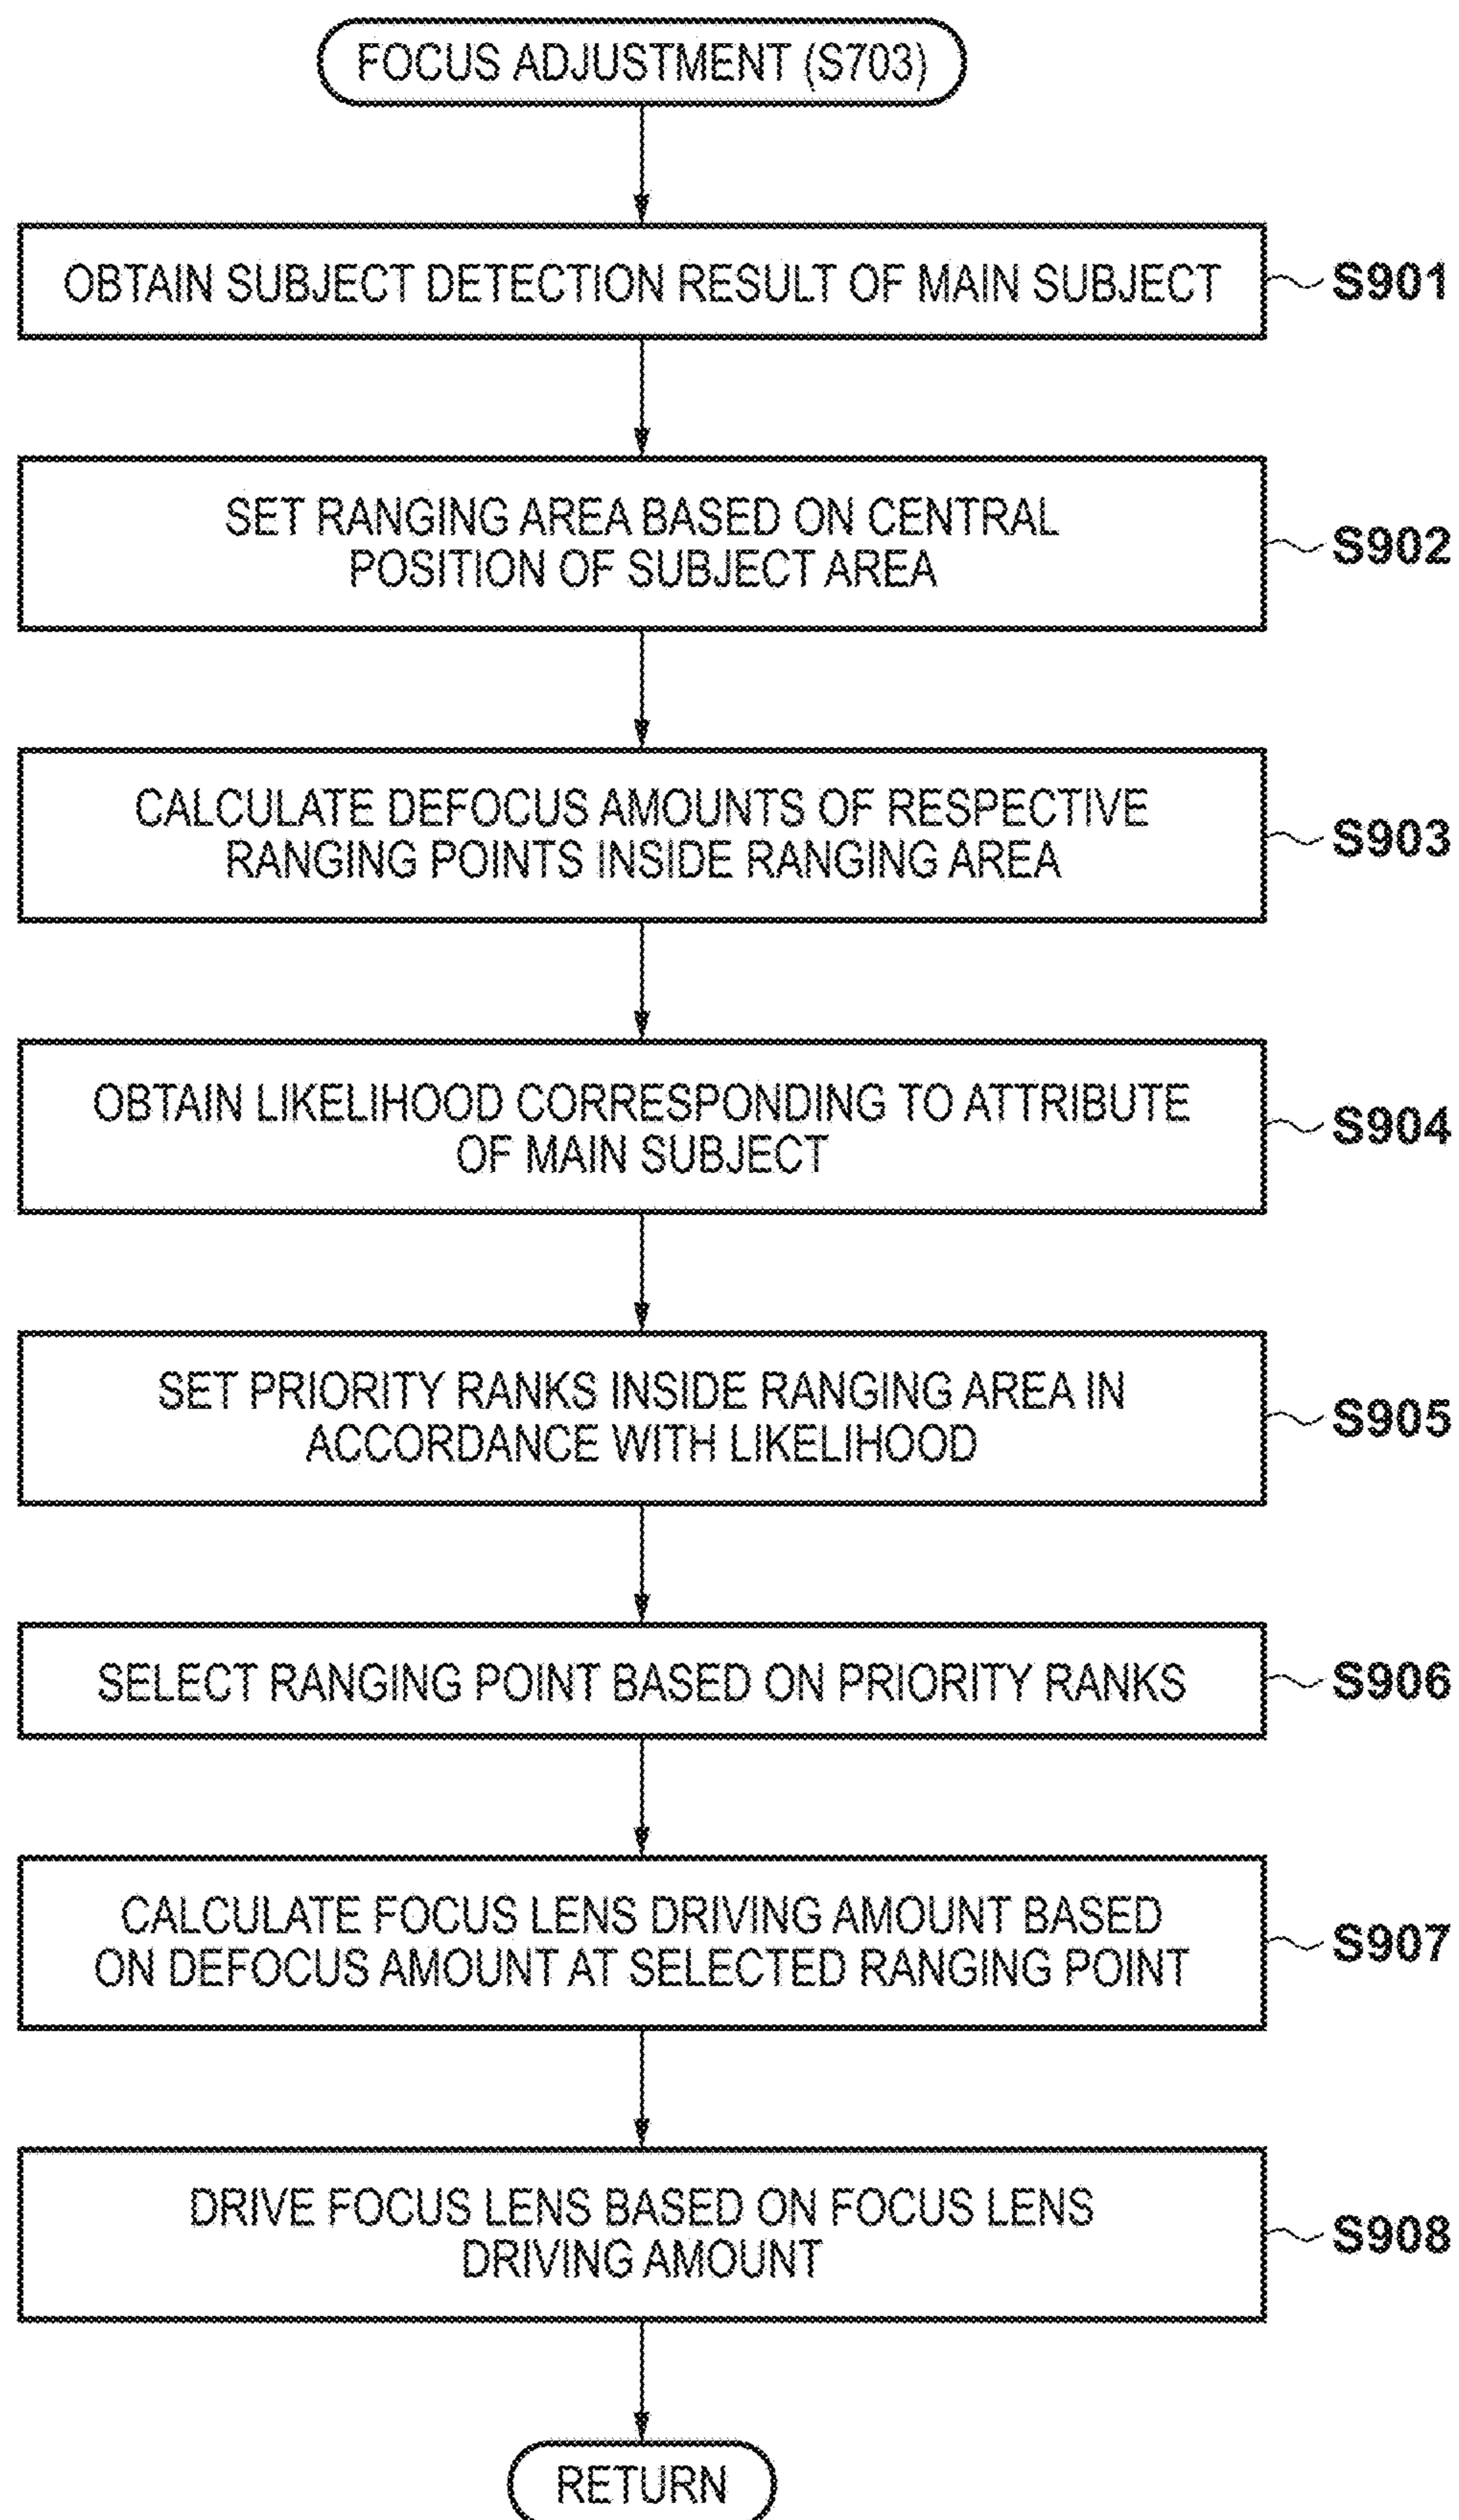 FOCUS ADJUSTMENT (S703)
OBTAIN SUBJECT DETECTION RESULT OF MAIN SUBJECT
S901
SET RANGING AREA BASED ON CENTRAL
POSITION OF SUBJECT AREA
S902
CALCULATE DEFOCUS AMOUNTS OF RESPECTIVE
RANGING POINTS INSIDE RANGING AREA
S903
OBTAIN LIKELIHOOD CORRESPONDING TO ATTRIBUTE
OF MAIN SUBJECT
S904
SET PRIORITY RANKS INSIDE RANGING AREA IN
ACCORDANCE WITH LIKELIHOOD
S905
SELECT RANGING POINT BASED ON PRIORITY RANKS
S906
CALCULATE FOCUS LENS DRIVING AMOUNT BASED
ON DEFOCUS AMOUNT AT SELECTED RANGING POINT
S907
DRIVE FOCUS LENS BASED ON FOCUS LENS
DRIVING AMOUNT
S908
RETURN